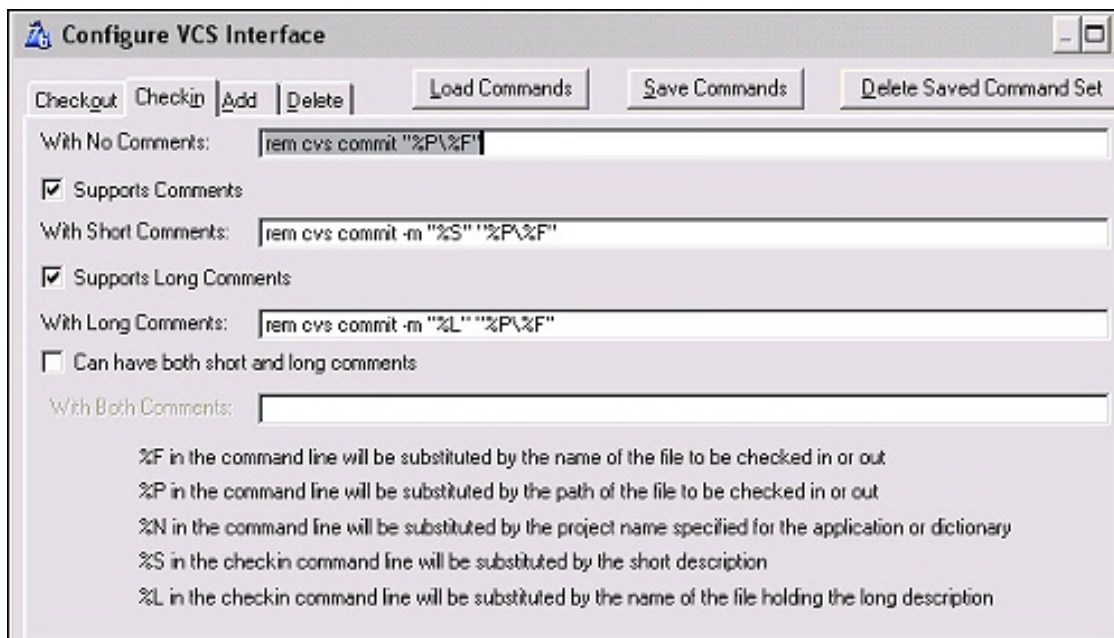 Configure VCS Interface
Checkout Checkin Add Delete Load Commands Save Commands Delete Saved Command Set
With No Comments: rem cvs commit "%P\%F"
Supports Comments
With Short Comments: rem cvs commit -m "%S" "%P\%F"
Supports Long Comments
With Long Comments: rem cvs commit -m "%L" "%P\%F"
Can have both short and long comments
With Both Comments:
%F in the command line will be substituted by the name of the file to be checked in or out
%P in the command line will be substituted by the path of the file to be checked in or out
%N in the command line will be substituted by the project name specified for the application or dictionary
%S in the checkin command line will be substituted by the short description
%L in the checkin command line will be substituted by the name of the file holding the long description